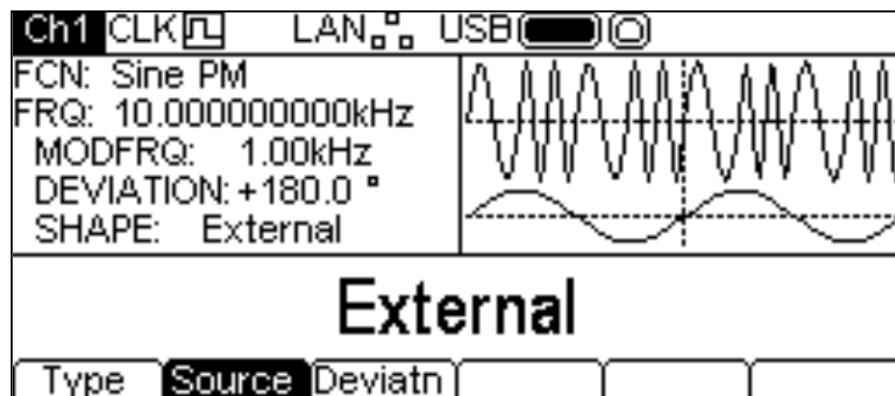 Ch1 CLK LAN USB
FCN: Sine PM
FRQ: 10.000000000kHz
MODFRQ: 1.00kHz
DEVIATION: +180.0 °
SHAPE: External
External
Type Source Deviatn